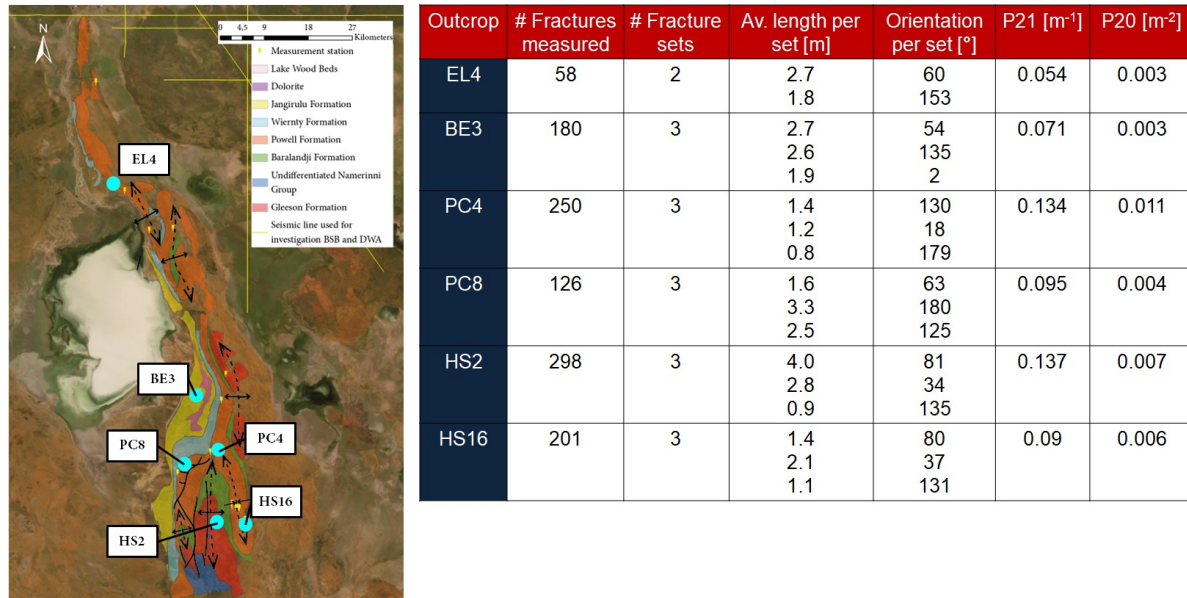 N
0 4,5 9 18 27
Kilometers
Measurement station
Lake Wood Beds
Dolorite
Jangirulu Formation
Wiernty Formation
Powell Formation
Baralandji Formation
Undifferentiated Namerinni
Group
Gleeson Formation
Seismic line used for
investigation BSB and DWA
EL4
BE3
PC8
PC4
HS16
HS2
Outcrop # Fractures measured # Fracture sets Av. length per set [m] Orientation per set [°] P21 [m-1] P20 [m-2]
EL4 58 2 2.7 60 0.054 0.003
1.8 153
BE3 180 3 2.7 54 0.071 0.003
2.6 135
1.9 2
PC4 250 3 1.4 130 0.134 0.011
1.2 18
0.8 179
PC8 126 3 1.6 63 0.095 0.004
3.3 180
2.5 125
HS2 298 3 4.0 81 0.137 0.007
2.8 34
0.9 135
HS16 201 3 1.4 80 0.09 0.006
2.1 37
1.1 131